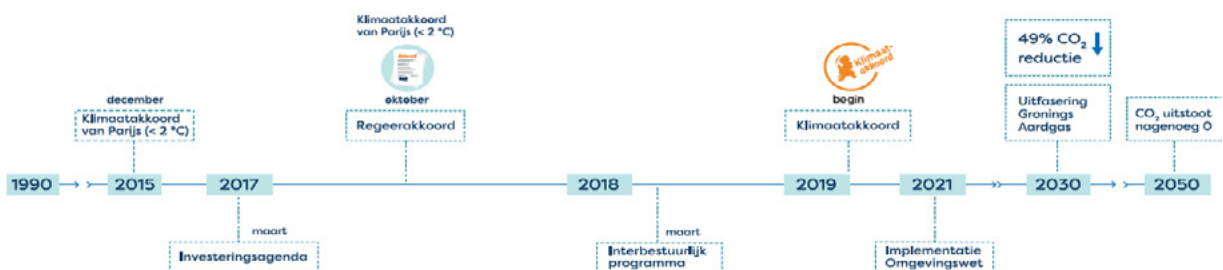 Klimaatakkoord
van Parijs (< 2 °C)
49% CO₂
reductie
Klimaat-
akkoord
december
oktober
begin
Klimaatakkoord
van Parijs (< 2 °C)
Regeerakkoord
Klimaatakkoord
Uitfasering
Gronings
Aardgas
CO₂ uitstoot
nagenoeg 0
1990
2015
2017
2018
2019
2021
2030
2050
maart
maart
Investeringsagenda
Interbestuurlijk
programma
Implementatie
Omgevingswet